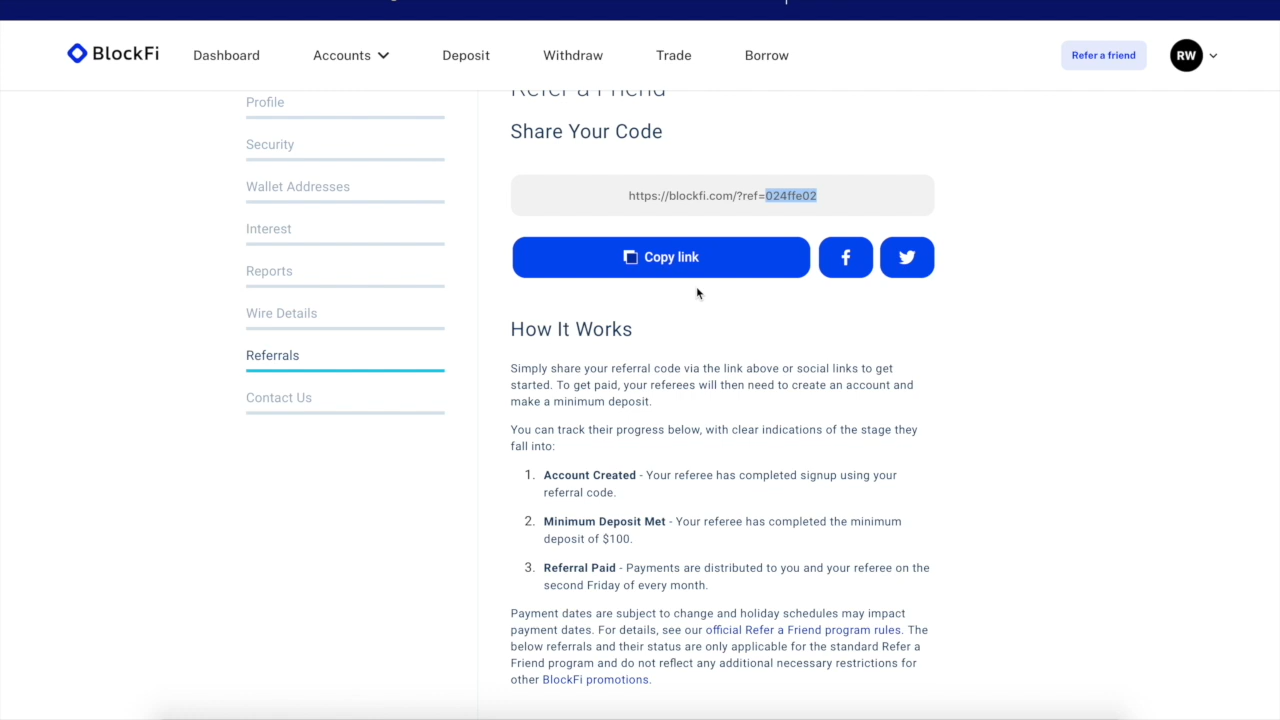 BlockFi
Dashboard
Accounts
Deposit
Withdraw
Trade
Borrow
Refer a friend
RW
Profile
Security
Wallet Addresses
Interest
Reports
Wire Details
Referrals
Contact Us
Refer a Friend
Share Your Code
https://blockfi.com/?ref=024ffe02
Copy link
How It Works
Simply share your referral code via the link above or social links to get
started. To get paid, your referees will then need to create an account and
make a minimum deposit.
You can track their progress below, with clear indications of the stage they
fall into:
1. Account Created - Your referee has completed signup using your
referral code.
2. Minimum Deposit Met - Your referee has completed the minimum
deposit of $100.
3. Referral Paid - Payments are distributed to you and your referee on the
second Friday of every month.
Payment dates are subject to change and holiday schedules may impact
payment dates. For details, see our official Refer a Friend program rules. The
below referrals and their status are only applicable for the standard Refer a
Friend program and do not reflect any additional necessary restrictions for
other BlockFi promotions.